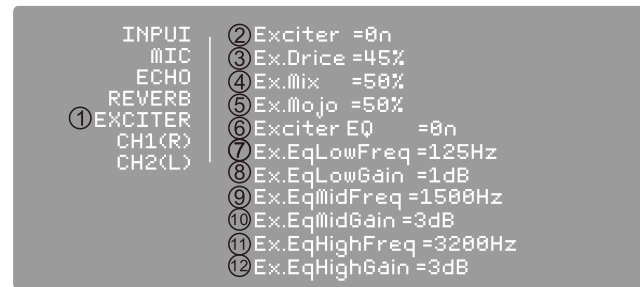 INPUI
MIC
ECHO
REVERB
①EXCITER
CH1(R)
CH2(L)
②Exciter =0n
③Ex.Drice =45%
④Ex.Mix =50%
⑤Ex.Mojo =50%
⑥Exciter EQ =0n
⑦Ex.EqLowFreq =125Hz
⑧Ex.EqLowGain =1dB
⑨Ex.EqMidFreq =1500Hz
⑩Ex.EqMidGain =3dB
⑪Ex.EqHighFreq =3200Hz
⑫Ex.EqHighGain =3dB